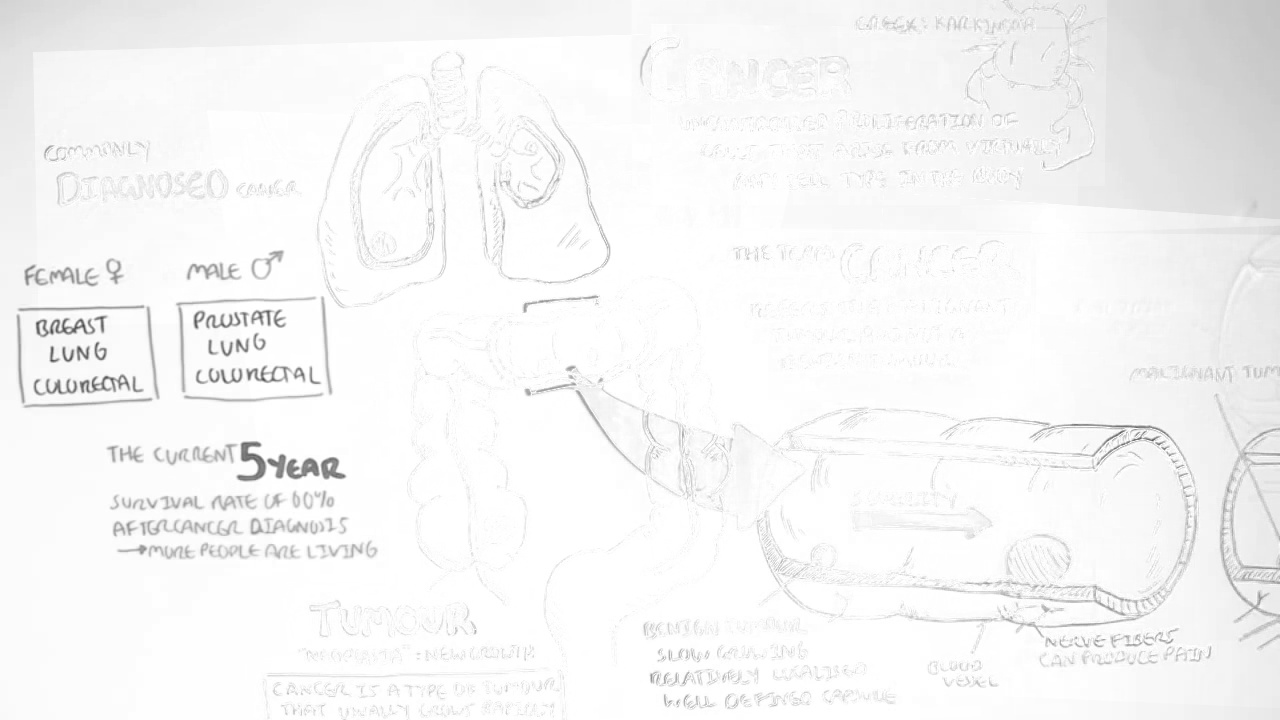 GREEK: KARKINOAR
CANCER
UNCONTROLLED PROLIFERATION OF
CELLS THAT ARISE FROM VIRTUALLY
ANY CELL TYPE IN THE BODY
COMMONLY
DIAGNOSED CANCER
FEMALE ♀
BREAST
LUNG
COLORECTAL
MALE ♂
PROSTATE
LUNG
COLORECTAL
THE CURRENT 5 YEAR
SURVIVAL RATE OF 60%
AFTER CANCER DIAGNOSIS
→ MORE PEOPLE ARE LIVING
THE TERM CANCER
MALIGNANT
MALIGNANT TUM
TUMOUR
"NEOPLASIA": NEW GROWTH
CANCER IS A TYPE OF TUMOUR
THAT USUALLY GROWS RAPIDLY
BENIGN TUMOUR
SLOW GROWING
RELATIVELY LOCALISED
WELL DEFINED CAPSULE
BLOOD
VESSEL
NERVE FIBERS
CAN PRODUCE PAIN